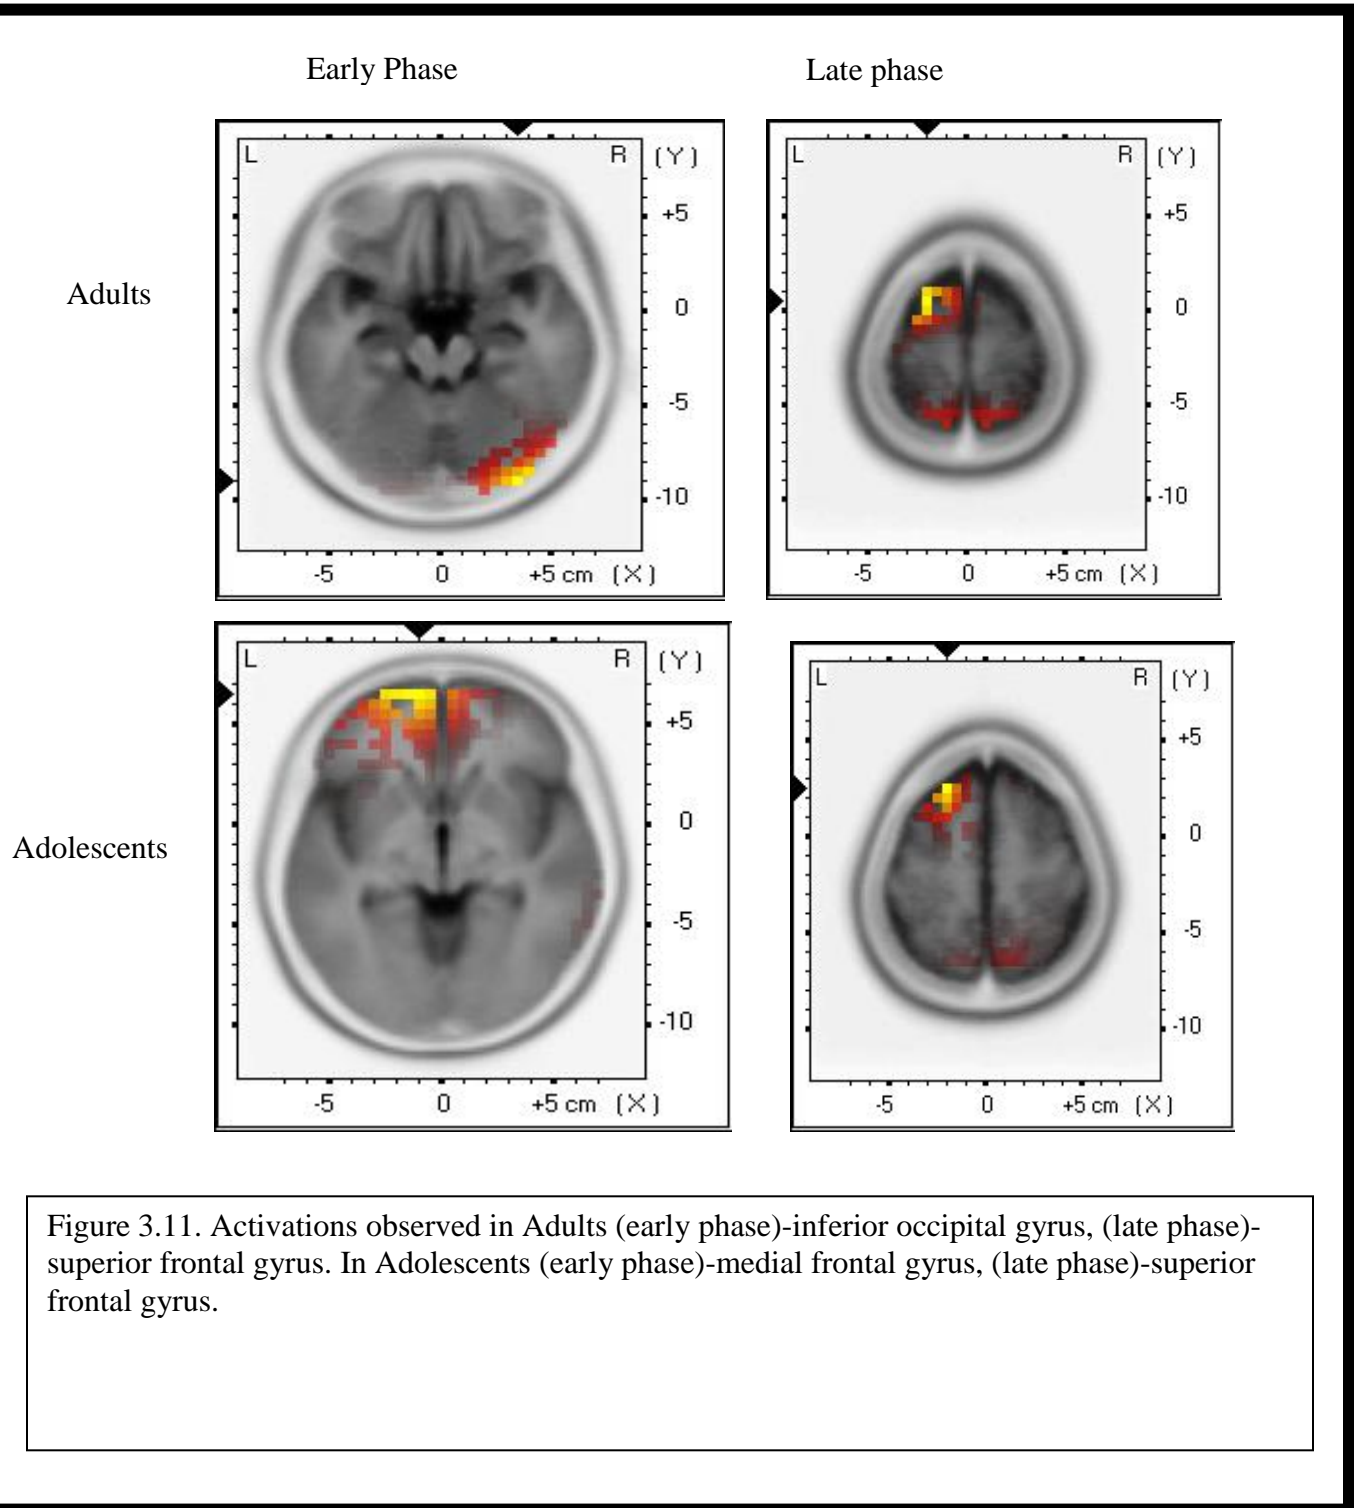 Early Phase
Late phase
Adults
L R (Y)
+5
0
-5
-10
-5 0 +5 cm (X)
L R (Y)
+5
0
-5
-10
-5 0 +5 cm (X)
Adolescents
L R (Y)
+5
0
-5
-10
-5 0 +5 cm (X)
L R (Y)
+5
0
-5
-10
-5 0 +5 cm (X)
Figure 3.11. Activations observed in Adults (early phase)-inferior occipital gyrus, (late phase)-
superior frontal gyrus. In Adolescents (early phase)-medial frontal gyrus, (late phase)-superior
frontal gyrus.